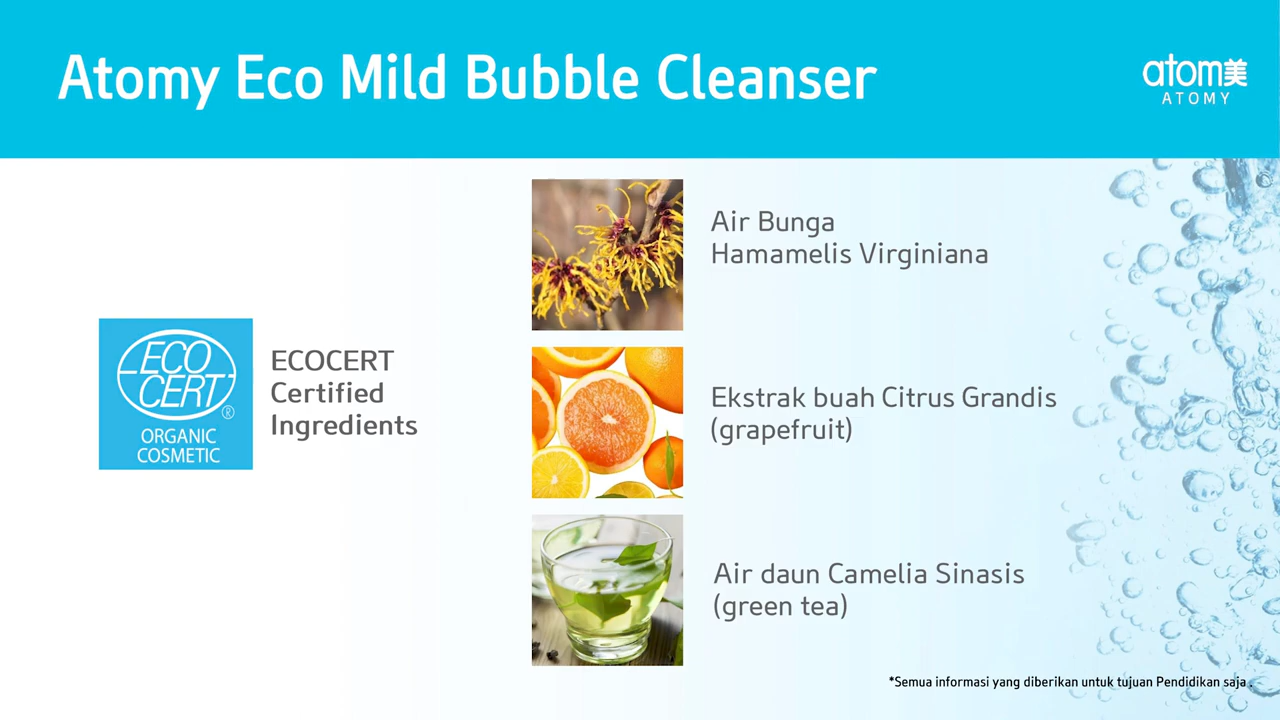 Atomy Eco Mild Bubble Cleanser
atom美
ATOMY
ECO
CERT
®
ORGANIC
COSMETIC
ECOCERT
Certified
Ingredients
Air Bunga
Hamamelis Virginiana
Ekstrak buah Citrus Grandis
(grapefruit)
Air daun Camelia Sinasis
(green tea)
*Semua informasi yang diberikan untuk tujuan Pendidikan saja .